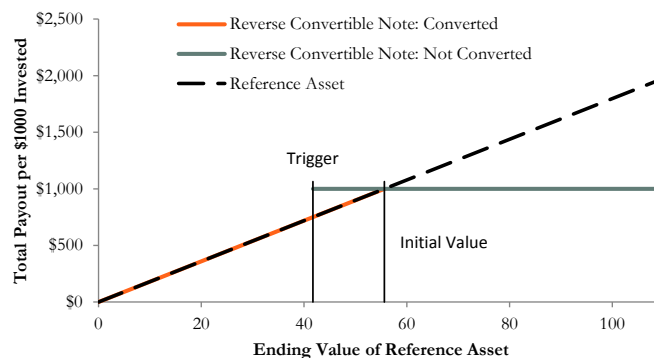 $2,500
Reverse Convertible Note: Converted
Reverse Convertible Note: Not Converted
$2,000
Reference Asset
Total Payout per $1000 Invested
$1,500
Trigger
$1,000
$500
Initial Value
$0
0 20 40 60 80 100
Ending Value of Reference Asset